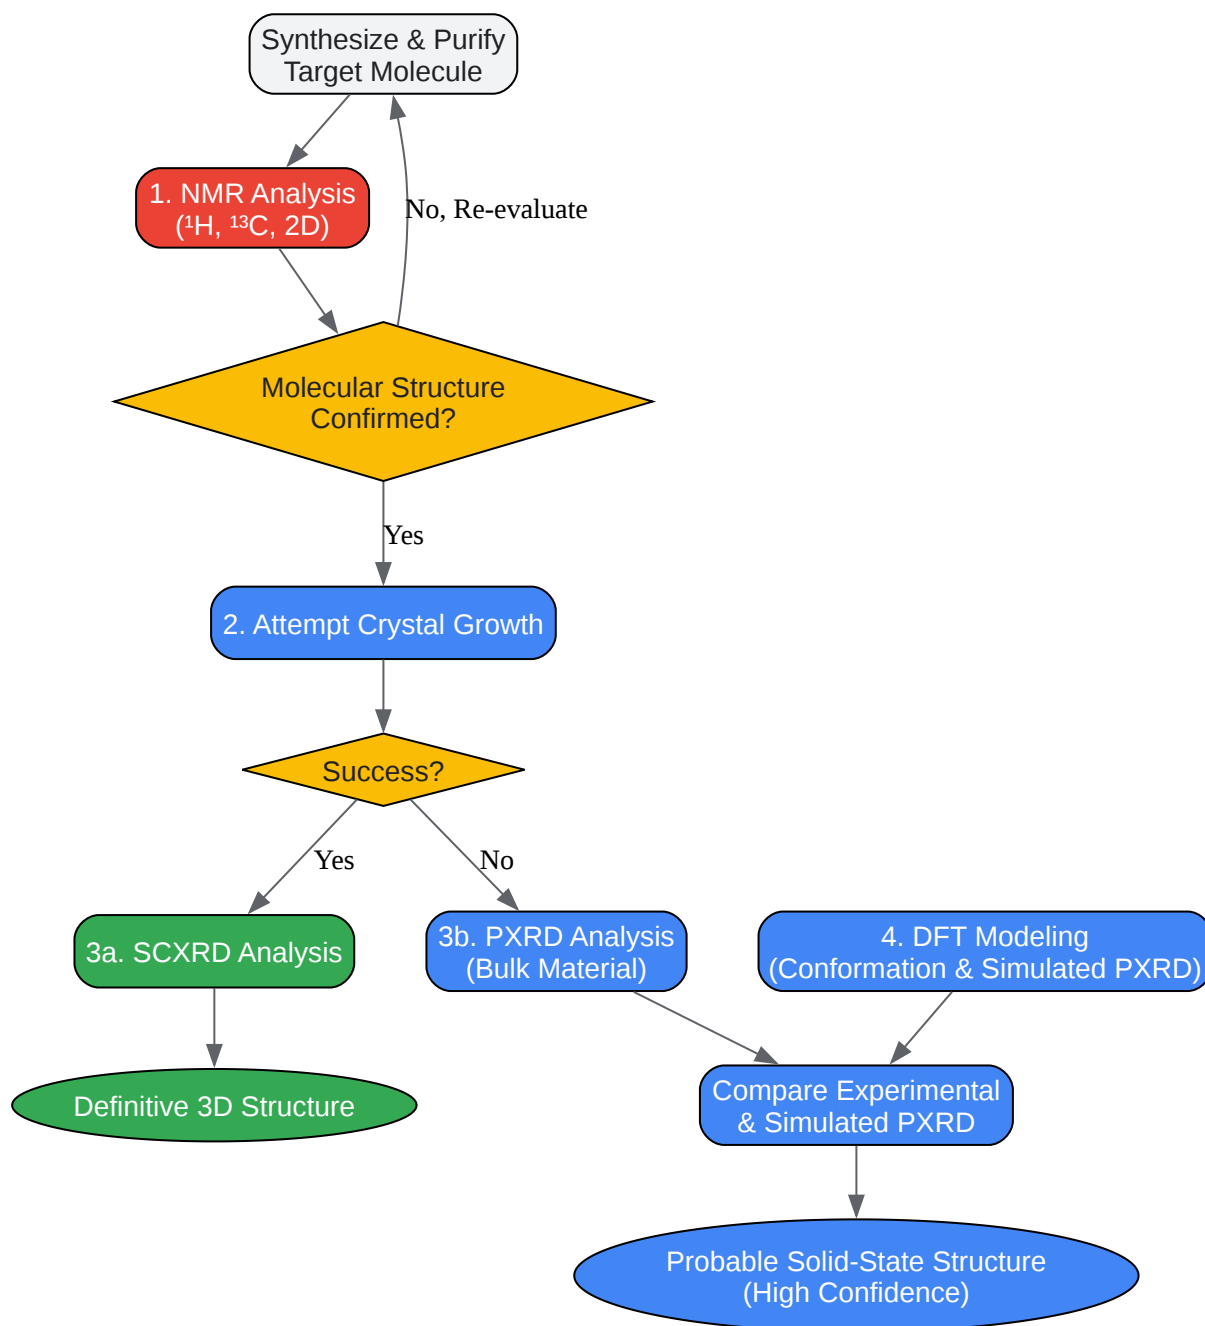 Synthesize & Purify
Target Molecule
1. NMR Analysis
(¹H, ¹³C, 2D)
No, Re-evaluate
Molecular Structure
Confirmed?
Yes
2. Attempt Crystal Growth
Success?
Yes
No
3a. SCXRD Analysis
3b. PXRD Analysis
(Bulk Material)
4. DFT Modeling
(Conformation & Simulated PXRD)
Definitive 3D Structure
Compare Experimental
& Simulated PXRD
Probable Solid-State Structure
(High Confidence)